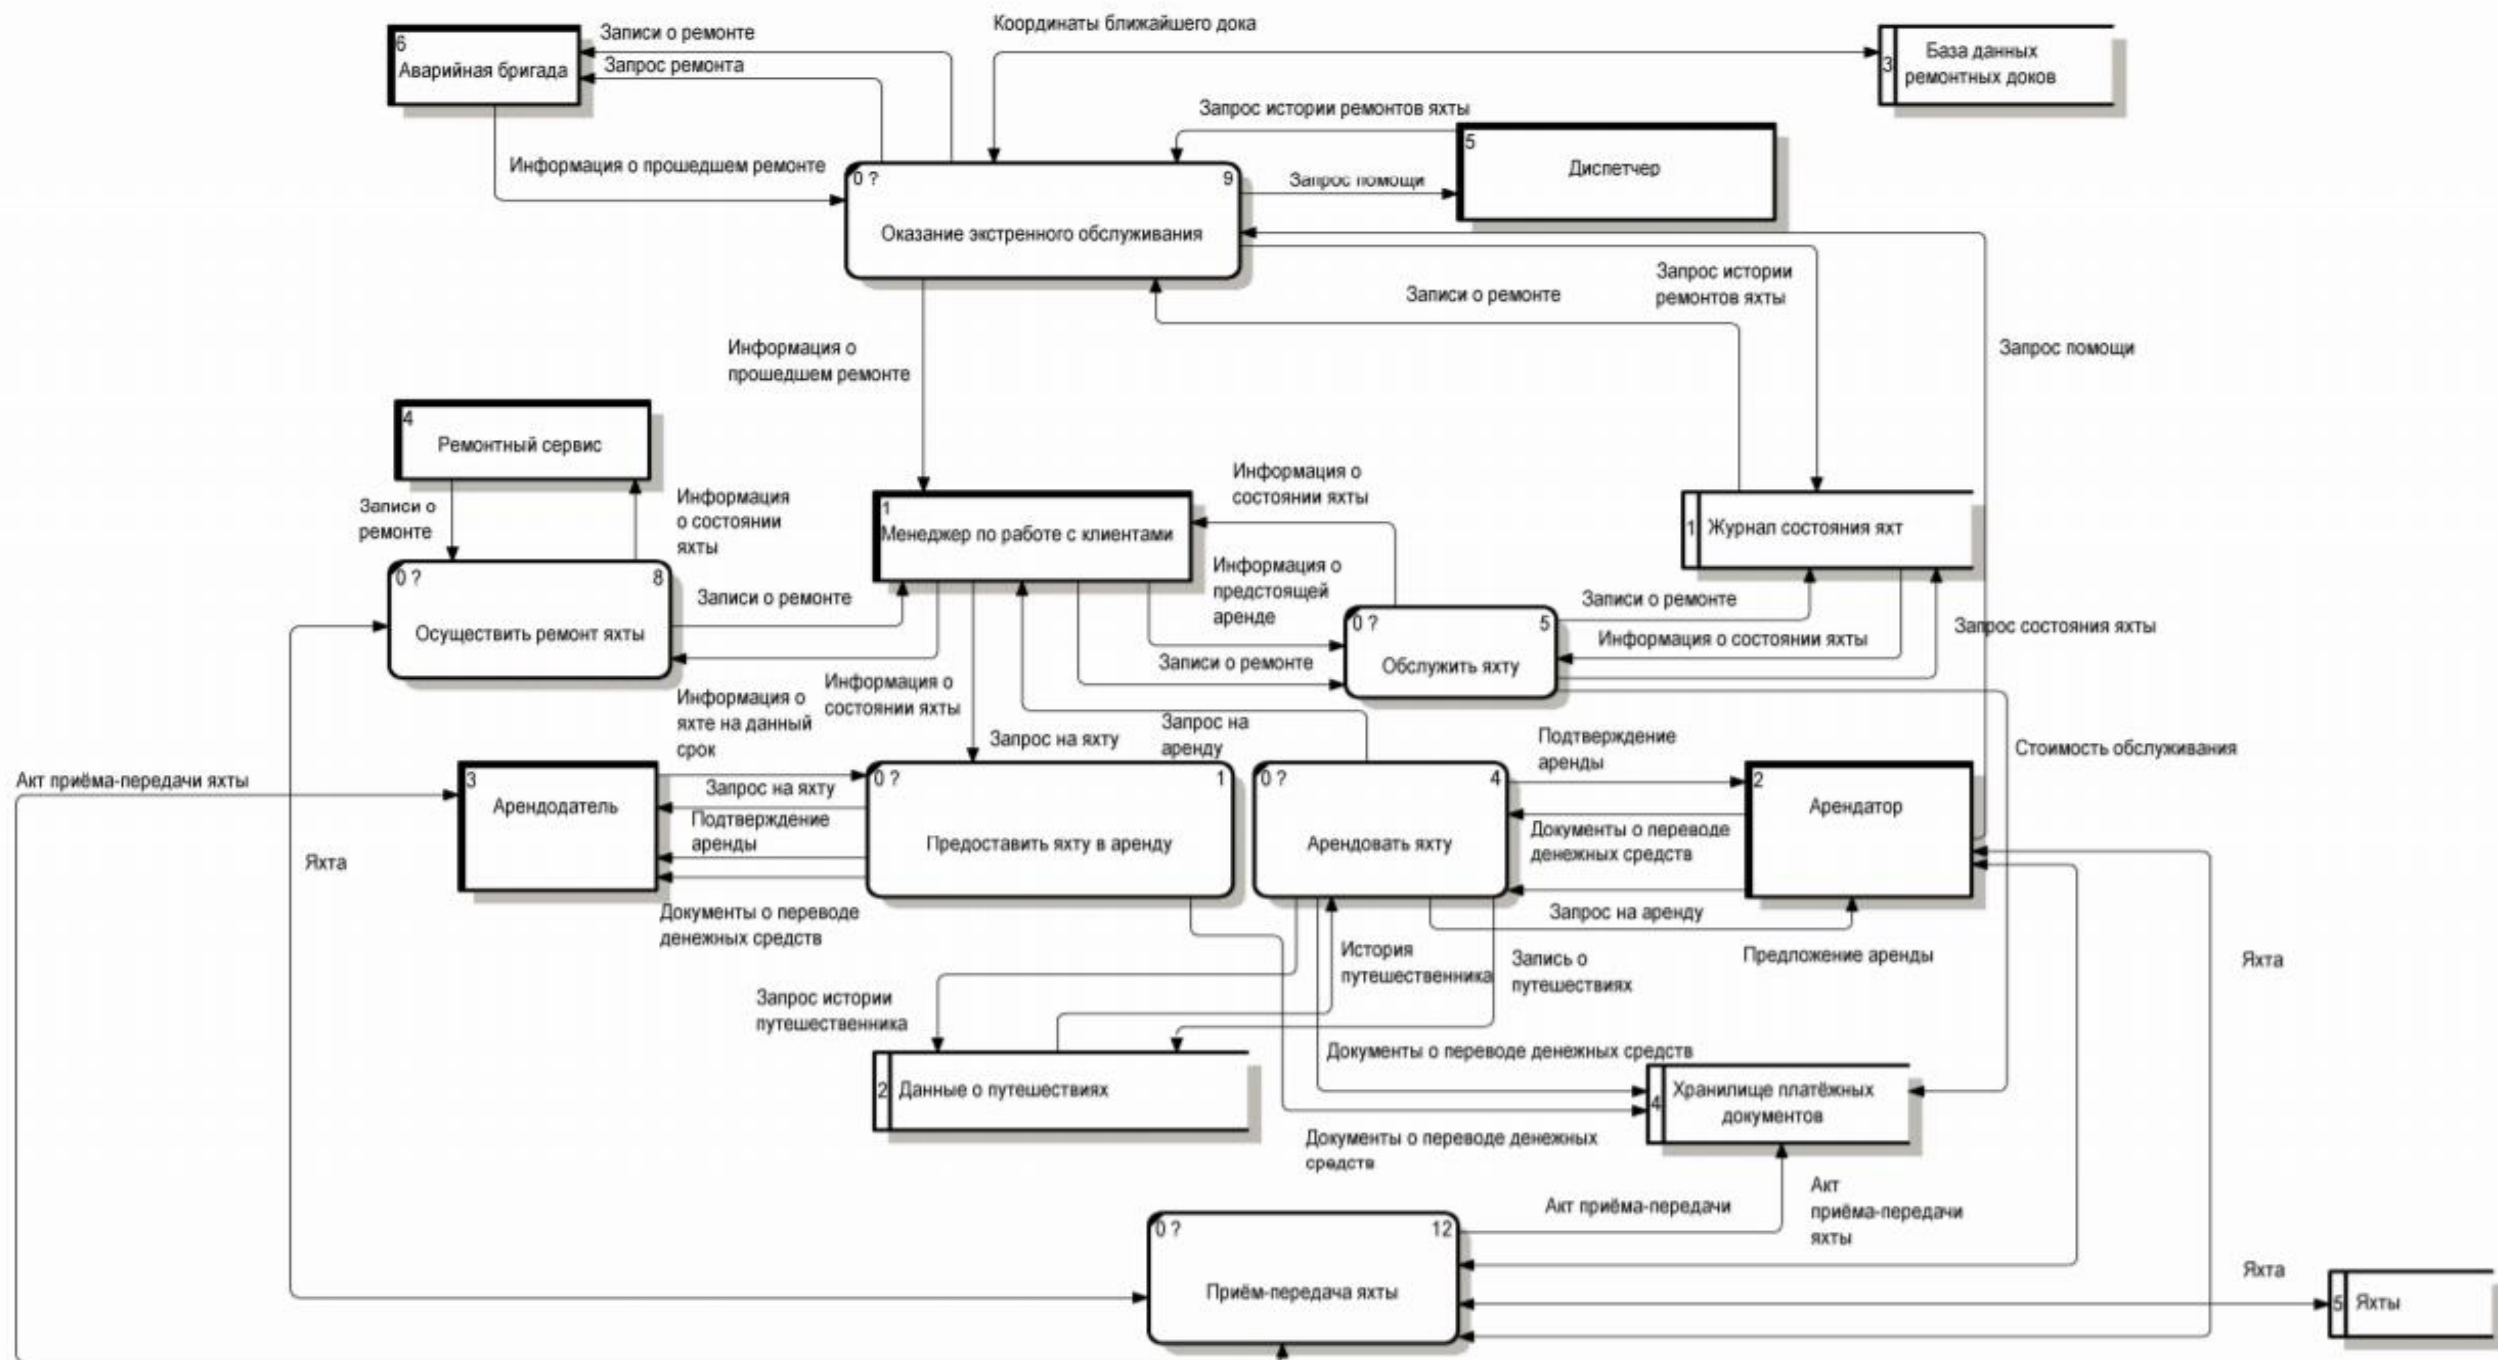 Координаты ближайшего дока
Записи о ремонте
6
Аварийная бригада
Запрос ремонта
3
База данных
ремонтных доков
Запрос истории ремонтов яхты
5
Диспетчер
Информация о прошедшем ремонте
0 ?
9
Оказание экстренного обслуживания
Запрос помощи
Запрос истории
ремонтов яхты
Записи о ремонте
Информация о
прошедшем ремонте
Запрос помощи
4
Ремонтный сервис
Записи о
ремонте
Информация
о состоянии
яхты
1
Менеджер по работе с клиентами
Информация о
состоянии яхты
1
Журнал состояния яхт
Информация о
предстоящей
аренде
0 ?
8
Осуществить ремонт яхты
Записи о ремонте
0 ?
5
Обслужить яхту
Записи о ремонте
Информация о состоянии яхты
Запрос состояния яхты
Записи о ремонте
Информация о
яхте на данный
срок
Информация о
состоянии яхты
Запрос на яхту
Запрос на
аренду
Подтверждение
аренды
Стоимость обслуживания
Акт приёма-передачи яхты
3
Арендодатель
Запрос на яхту
Подтверждение
аренды
0 ?
1
Предоставить яхту в аренду
0 ?
4
Арендовать яхту
2
Арендатор
Документы о переводе
денежных средств
Яхта
Документы о переводе
денежных средств
Запрос на аренду
История
путешественника
Запись о
путешествиях
Предложение аренды
Яхта
Запрос истории
путешественника
2
Данные о путешествиях
Документы о переводе денежных средств
4
Хранилище платёжных
документов
Документы о переводе денежных
средств
Акт приёма-передачи
Акт
приёма-передачи
яхты
0 ?
12
Приём-передача яхты
Яхта
5
Яхты